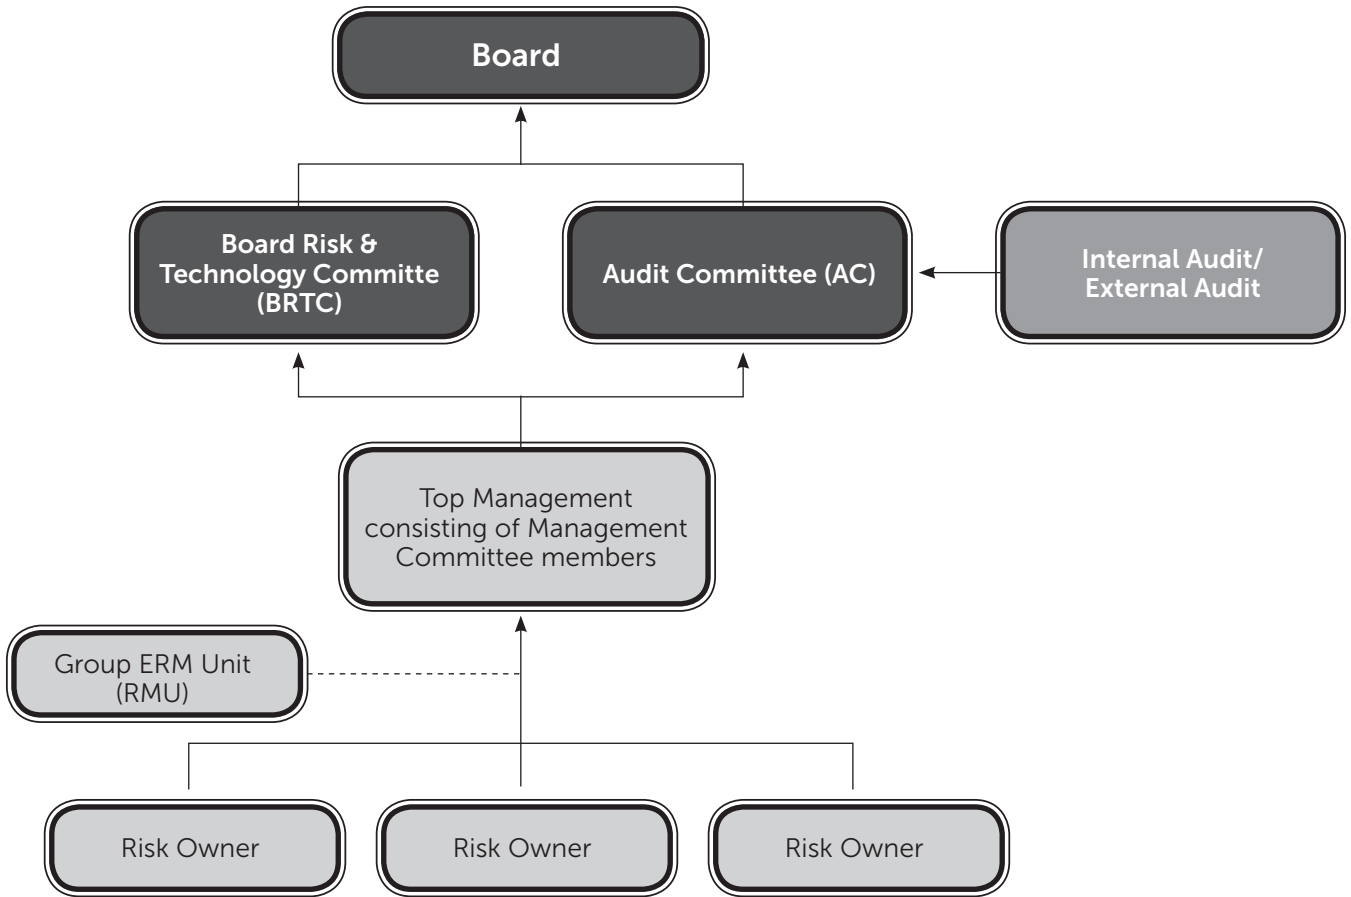 Board
Board Risk &
Technology Committe
(BRTC)
Audit Committee (AC)
Internal Audit/
External Audit
Top Management
consisting of Management
Committee members
Group ERM Unit
(RMU)
Risk Owner
Risk Owner
Risk Owner